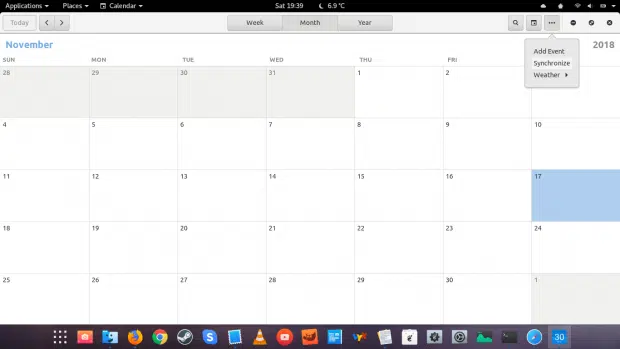 Applications Places Calendar Sat 19:39 6.9 °C
Today Week Month Year
November 2018
Add Event
Synchronize
Weather
SUN MON TUE WED THU FRI
28 29 30 31 1 2
4 5 6 7 8 9 10
11 12 13 14 15 16 17
18 19 20 21 22 23 24
25 26 27 28 29 30 1
30